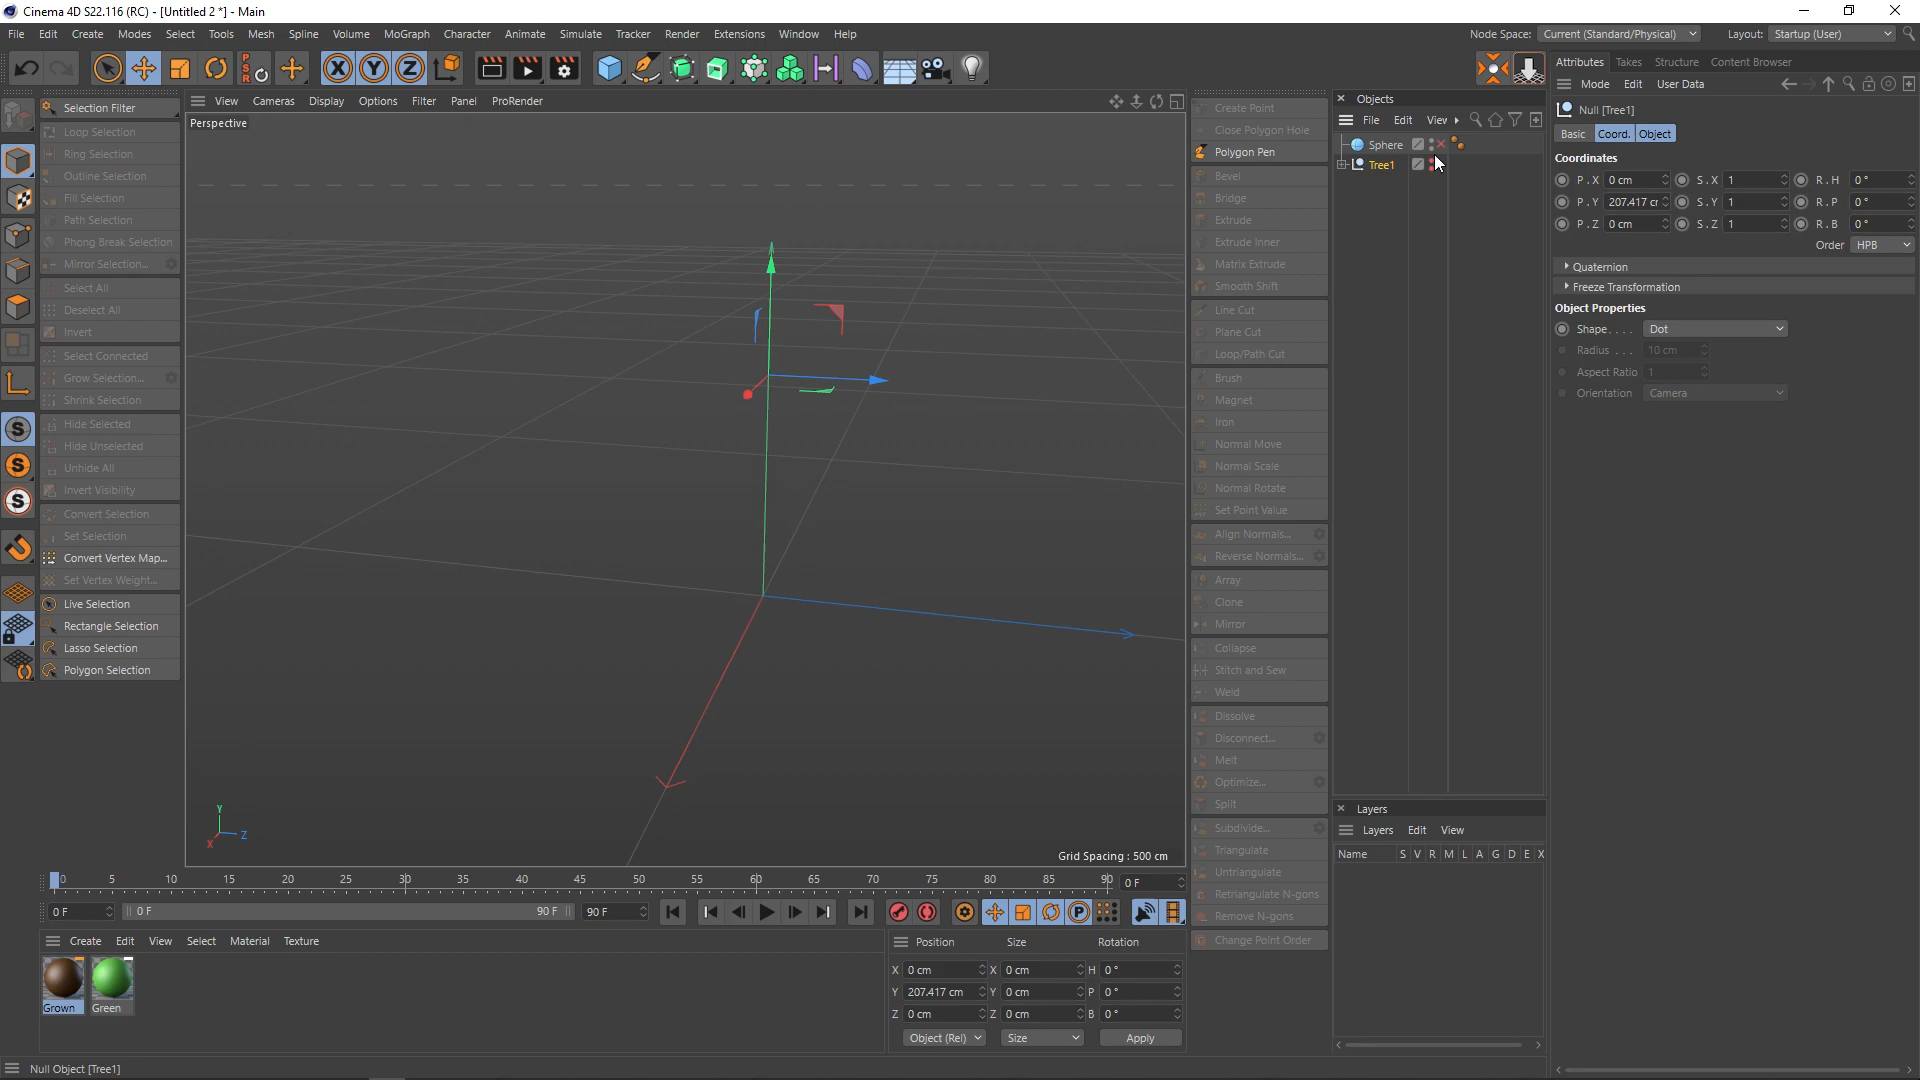 Cinema 4D S22.116 (RC) - [Untitled 2 *] - Main
File Edit Create Modes Select Tools Mesh Spline Volume MoGraph Character Animate Simulate Tracker Render Extensions Window Help
Node Space: Current (Standard/Physical) Layout: Startup (User)
X Y Z
PSR
View Cameras Display Options Filter Panel ProRender
Perspective
Selection Filter
Loop Selection
Ring Selection
Outline Selection
Fill Selection
Path Selection
Phong Break Selection
Mirror Selection...
Select All
Deselect All
Invert
Select Connected
Grow Selection...
Shrink Selection
Hide Selected
Hide Unselected
Unhide All
Invert Visibility
Convert Selection
Set Selection
Convert Vertex Map...
Set Vertex Weight...
Live Selection
Rectangle Selection
Lasso Selection
Polygon Selection
S
S
S
Y
Z
X
Grid Spacing : 500 cm
Create Point
Close Polygon Hole
Polygon Pen
Bevel
Bridge
Extrude
Extrude Inner
Matrix Extrude
Smooth Shift
Line Cut
Plane Cut
Loop/Path Cut
Brush
Magnet
Iron
Normal Move
Normal Scale
Normal Rotate
Set Point Value
Align Normals...
Reverse Normals...
Array
Clone
Mirror
Collapse
Stitch and Sew
Weld
Dissolve
Disconnect...
Melt
Optimize...
Split
Subdivide...
Triangulate
Untriangulate
Retriangulate N-gons
Remove N-gons
Change Point Order
Objects
File Edit View
Sphere
Tree1
Layers
Layers Edit View
Name S V R M L A G D E X
Attributes Takes Structure Content Browser
Mode Edit User Data
Null [Tree1]
Basic Coord. Object
Coordinates
P . X 0 cm S . X 1 R . H 0 °
P . Y 207.417 cr S . Y 1 R . P 0 °
P . Z 0 cm S . Z 1 R . B 0 °
Order HPB
Quaternion
Freeze Transformation
Object Properties
Shape . . . . Dot
Radius . . . 10 cm
Aspect Ratio 1
Orientation Camera
0 5 10 15 20 25 30 35 40 45 50 55 60 65 70 75 80 85 90 0 F
0 F 0 F 90 F 90 F
P
Create Edit View Select Material Texture
Grown Green
Position Size Rotation
X 0 cm X 0 cm H 0 °
Y 207.417 cm Y 0 cm P 0 °
Z 0 cm Z 0 cm B 0 °
Object (Rel) Size Apply
Null Object [Tree1]